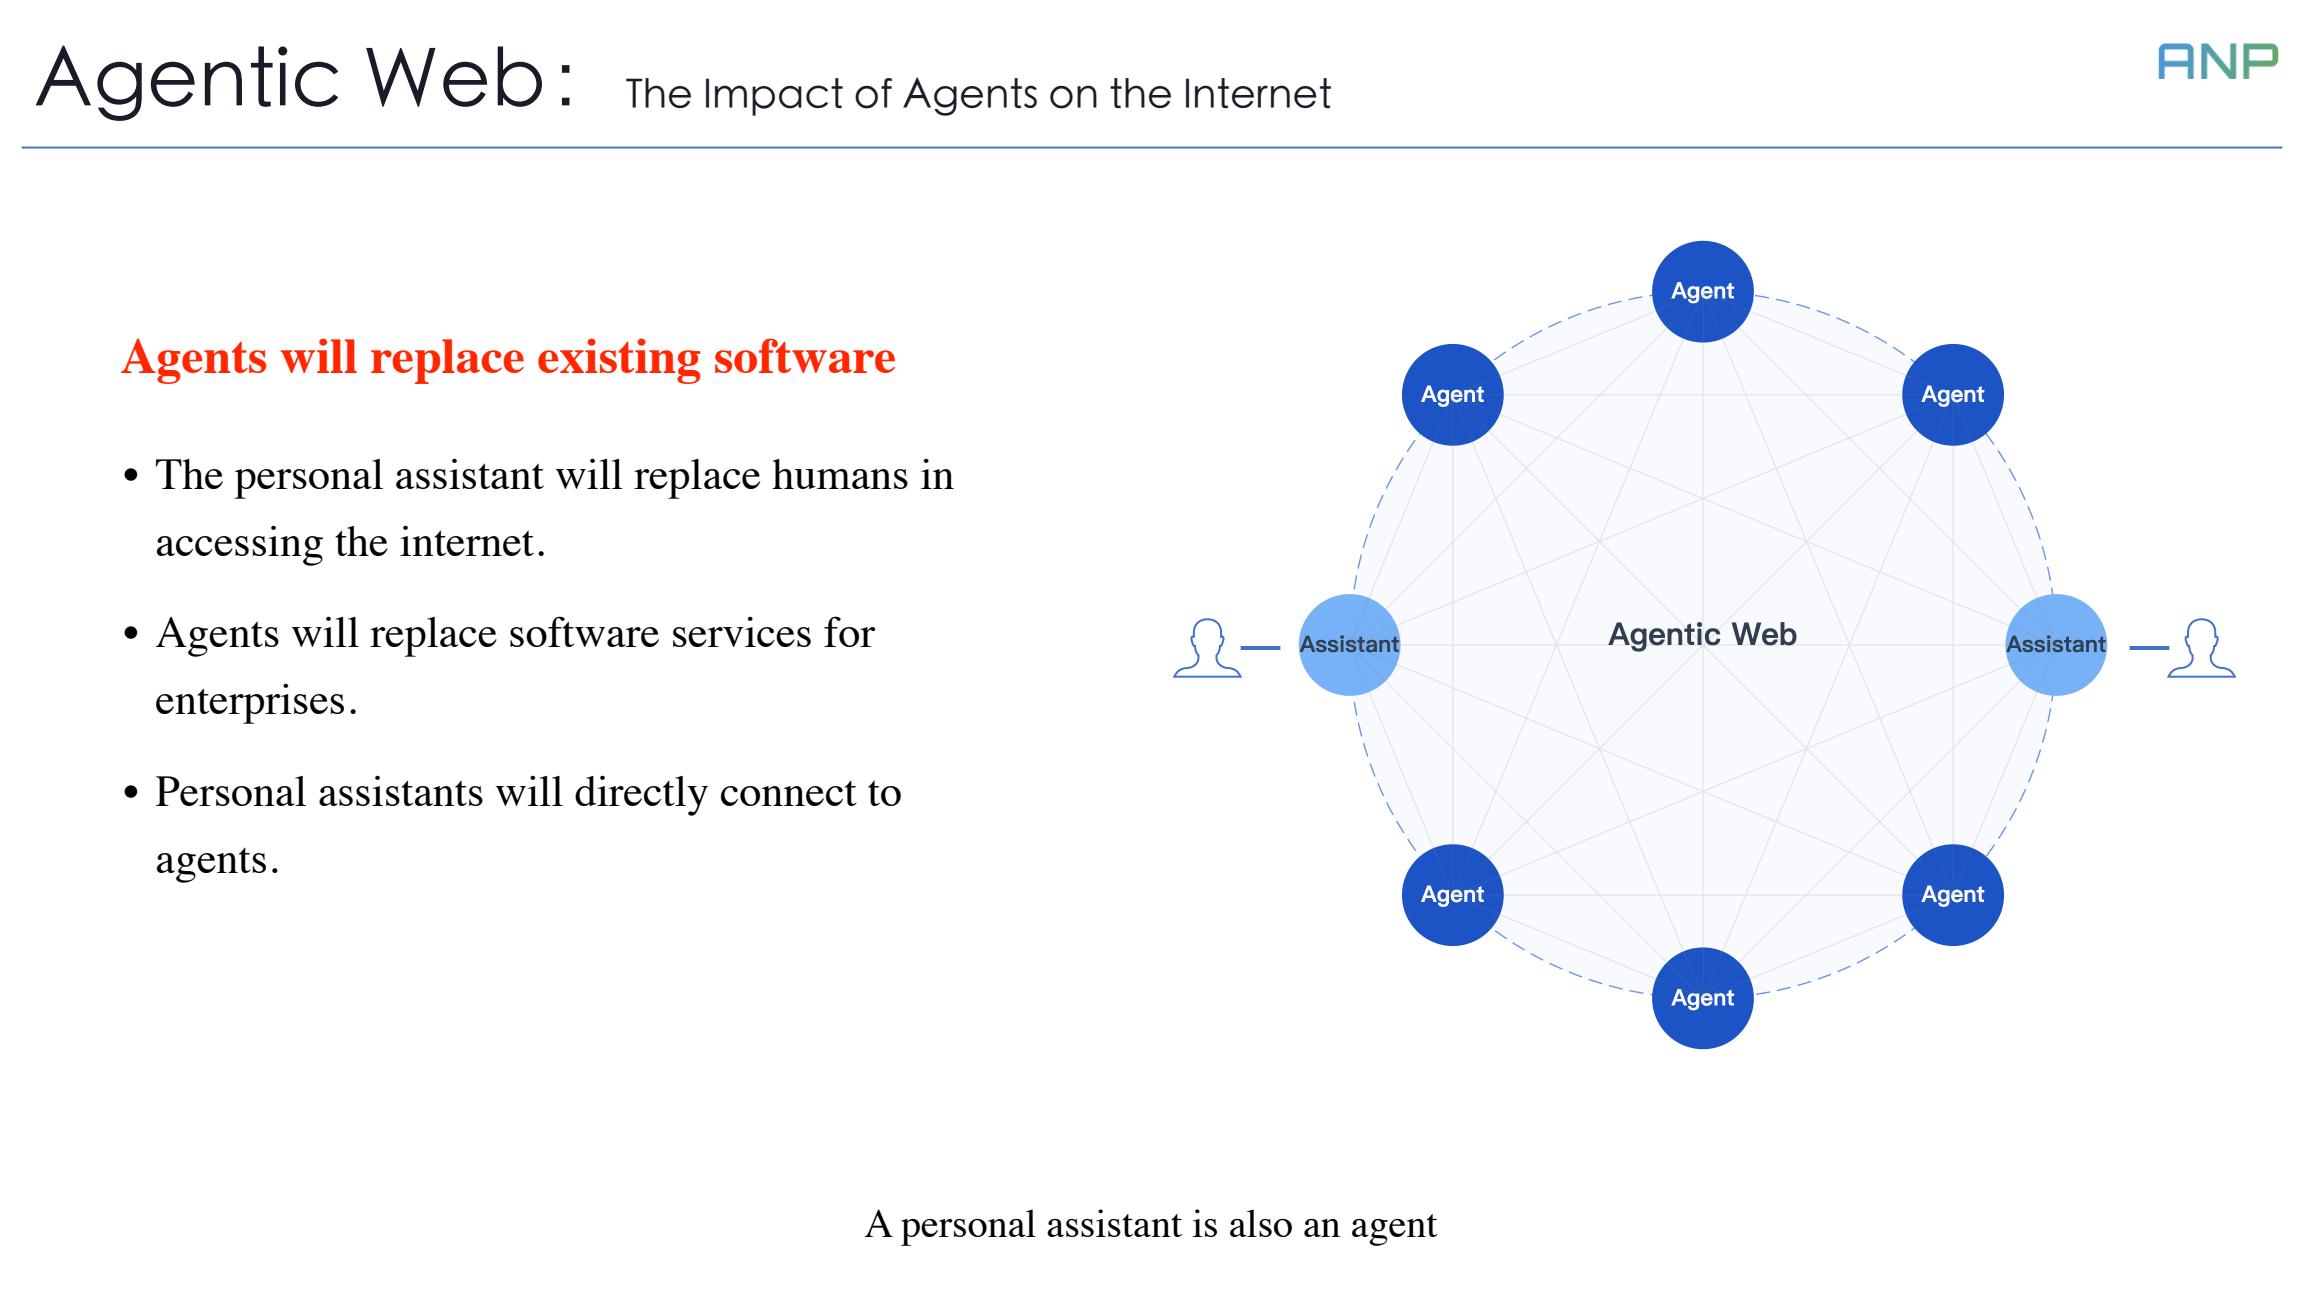 Agentic Web:
The Impact of Agents on the Internet
ANP
Agents will replace existing software
• The personal assistant will replace humans in
accessing the internet.
• Agents will replace software services for
enterprises.
• Personal assistants will directly connect to
agents.
Agent
Agent
Agent
Assistant
Agentic Web
Assistant
Agent
Agent
Agent
A personal assistant is also an agent